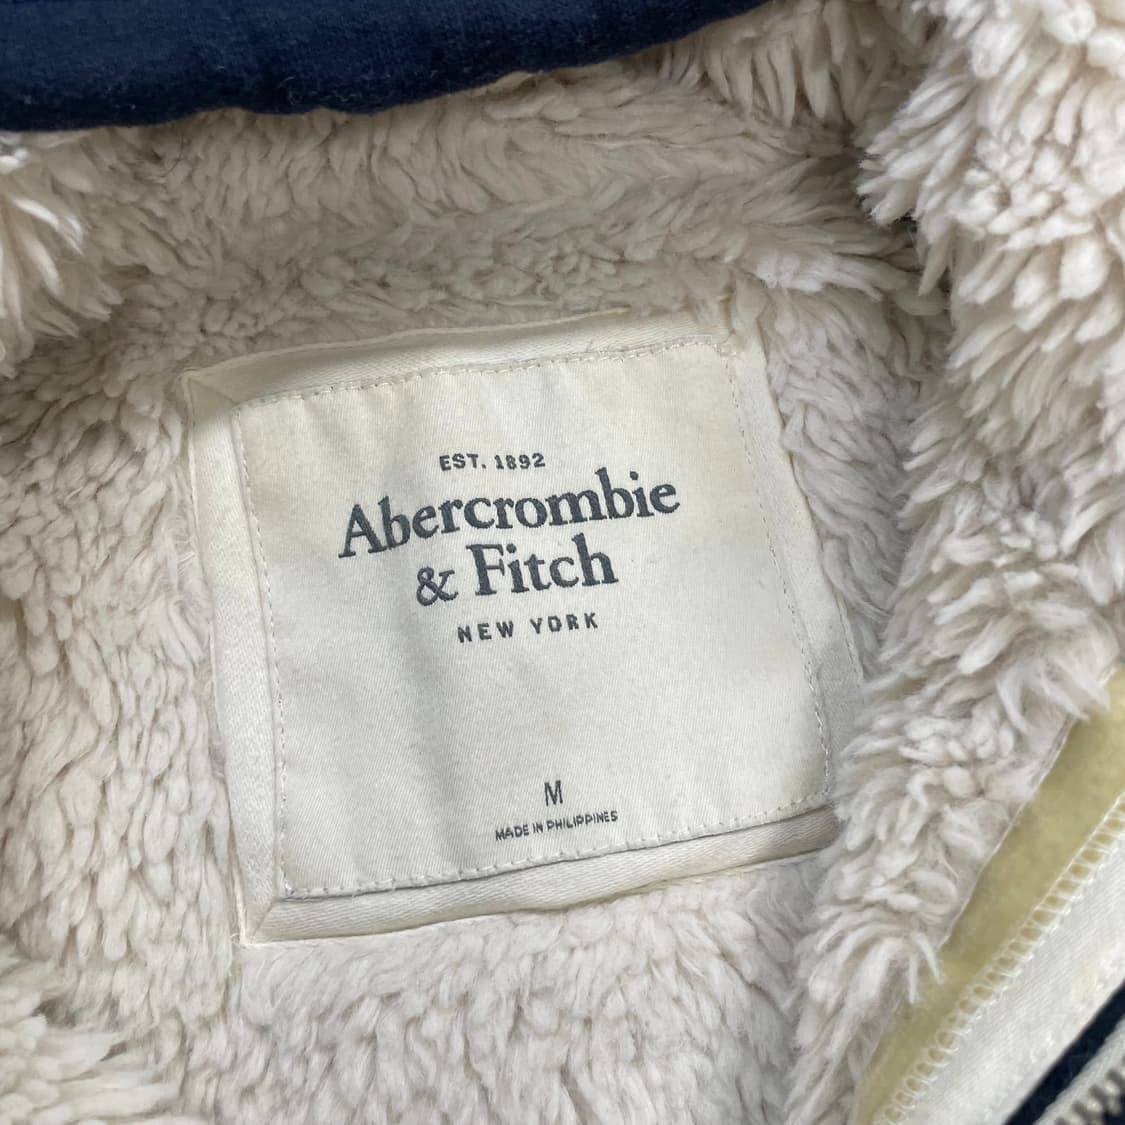 EST. 1892
Abercrombie
& Fitch
NEW YORK
M
MADE IN PHILIPPINES